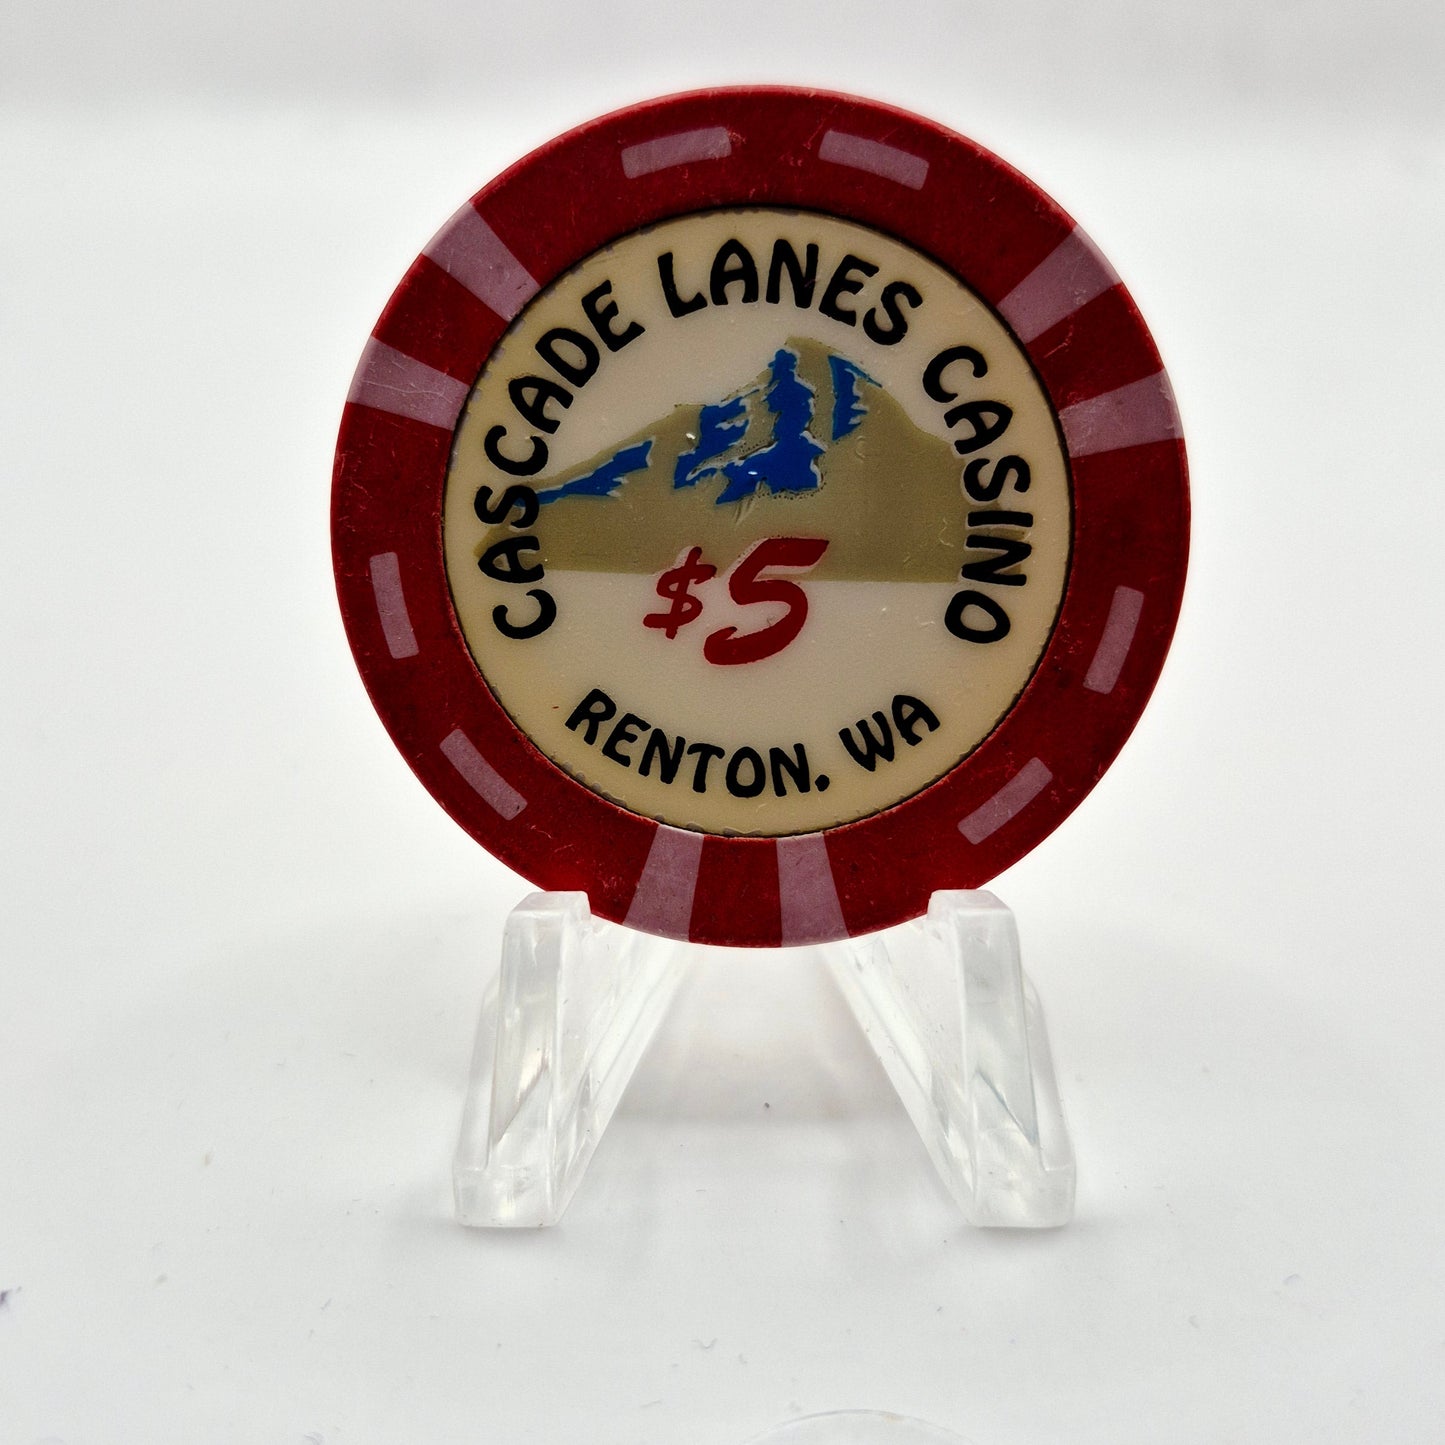 CASCADE LANES CASINO
$5
RENTON, WA